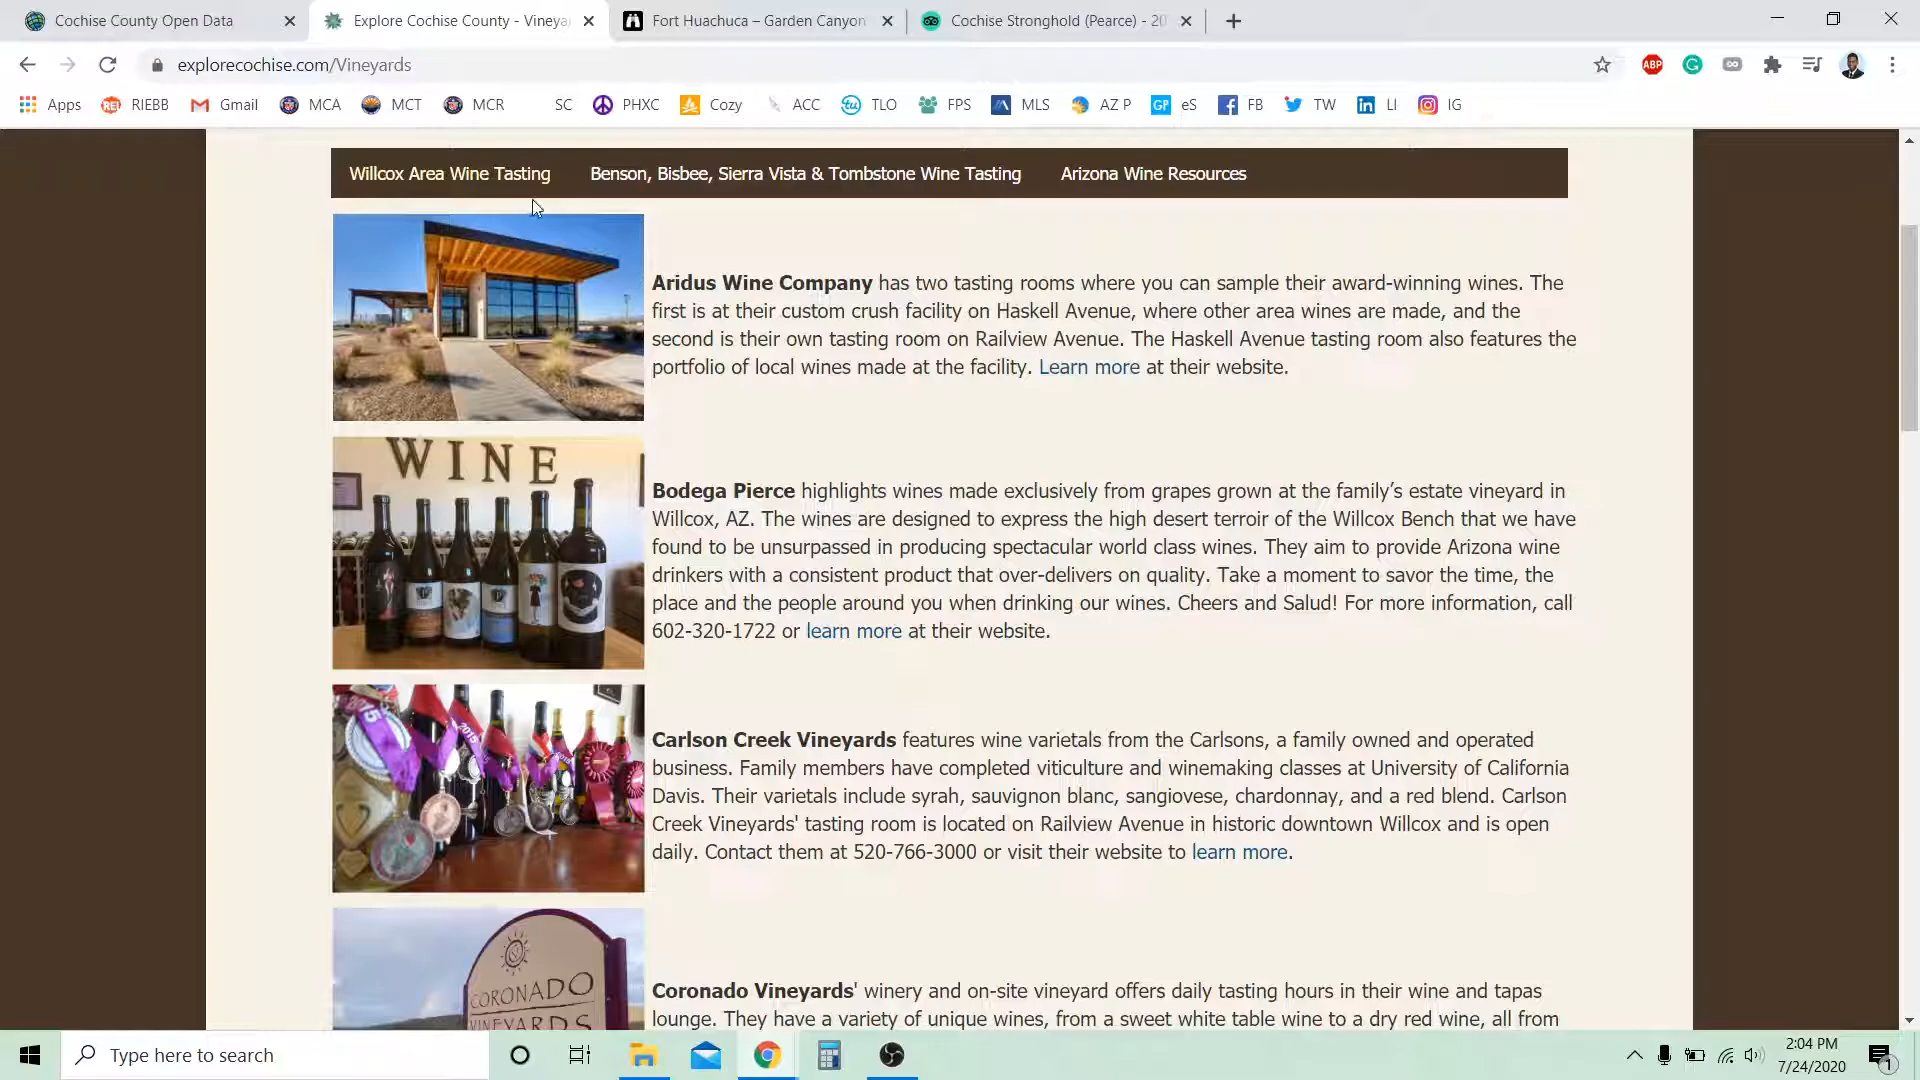 Cochise County Open Data
Explore Cochise County - Vineya
Fort Huachuca – Garden Canyon
Cochise Stronghold (Pearce) - 20
explorecochise.com/Vineyards
ABP
Apps
REI
RIEBB
Gmail
MCA
MCT
MCR
SC
PHXC
Cozy
ACC
tu
TLO
FPS
MLS
AZ P
GP
eS
FB
TW
LI
IG
Willcox Area Wine Tasting
Benson, Bisbee, Sierra Vista & Tombstone Wine Tasting
Arizona Wine Resources
Aridus Wine Company has two tasting rooms where you can sample their award-winning wines. The
first is at their custom crush facility on Haskell Avenue, where other area wines are made, and the
second is their own tasting room on Railview Avenue. The Haskell Avenue tasting room also features the
portfolio of local wines made at the facility. Learn more at their website.
WINE
Bodega Pierce highlights wines made exclusively from grapes grown at the family’s estate vineyard in
Willcox, AZ. The wines are designed to express the high desert terroir of the Willcox Bench that we have
found to be unsurpassed in producing spectacular world class wines. They aim to provide Arizona wine
drinkers with a consistent product that over-delivers on quality. Take a moment to savor the time, the
place and the people around you when drinking our wines. Cheers and Salud! For more information, call
602-320-1722 or learn more at their website.
2015
Carlson Creek Vineyards features wine varietals from the Carlsons, a family owned and operated
business. Family members have completed viticulture and winemaking classes at University of California
Davis. Their varietals include syrah, sauvignon blanc, sangiovese, chardonnay, and a red blend. Carlson
Creek Vineyards' tasting room is located on Railview Avenue in historic downtown Willcox and is open
daily. Contact them at 520-766-3000 or visit their website to learn more.
CORONADO
VINEYARDS
Coronado Vineyards' winery and on-site vineyard offers daily tasting hours in their wine and tapas
lounge. They have a variety of unique wines, from a sweet white table wine to a dry red wine, all from
Type here to search
2:04 PM
7/24/2020
1